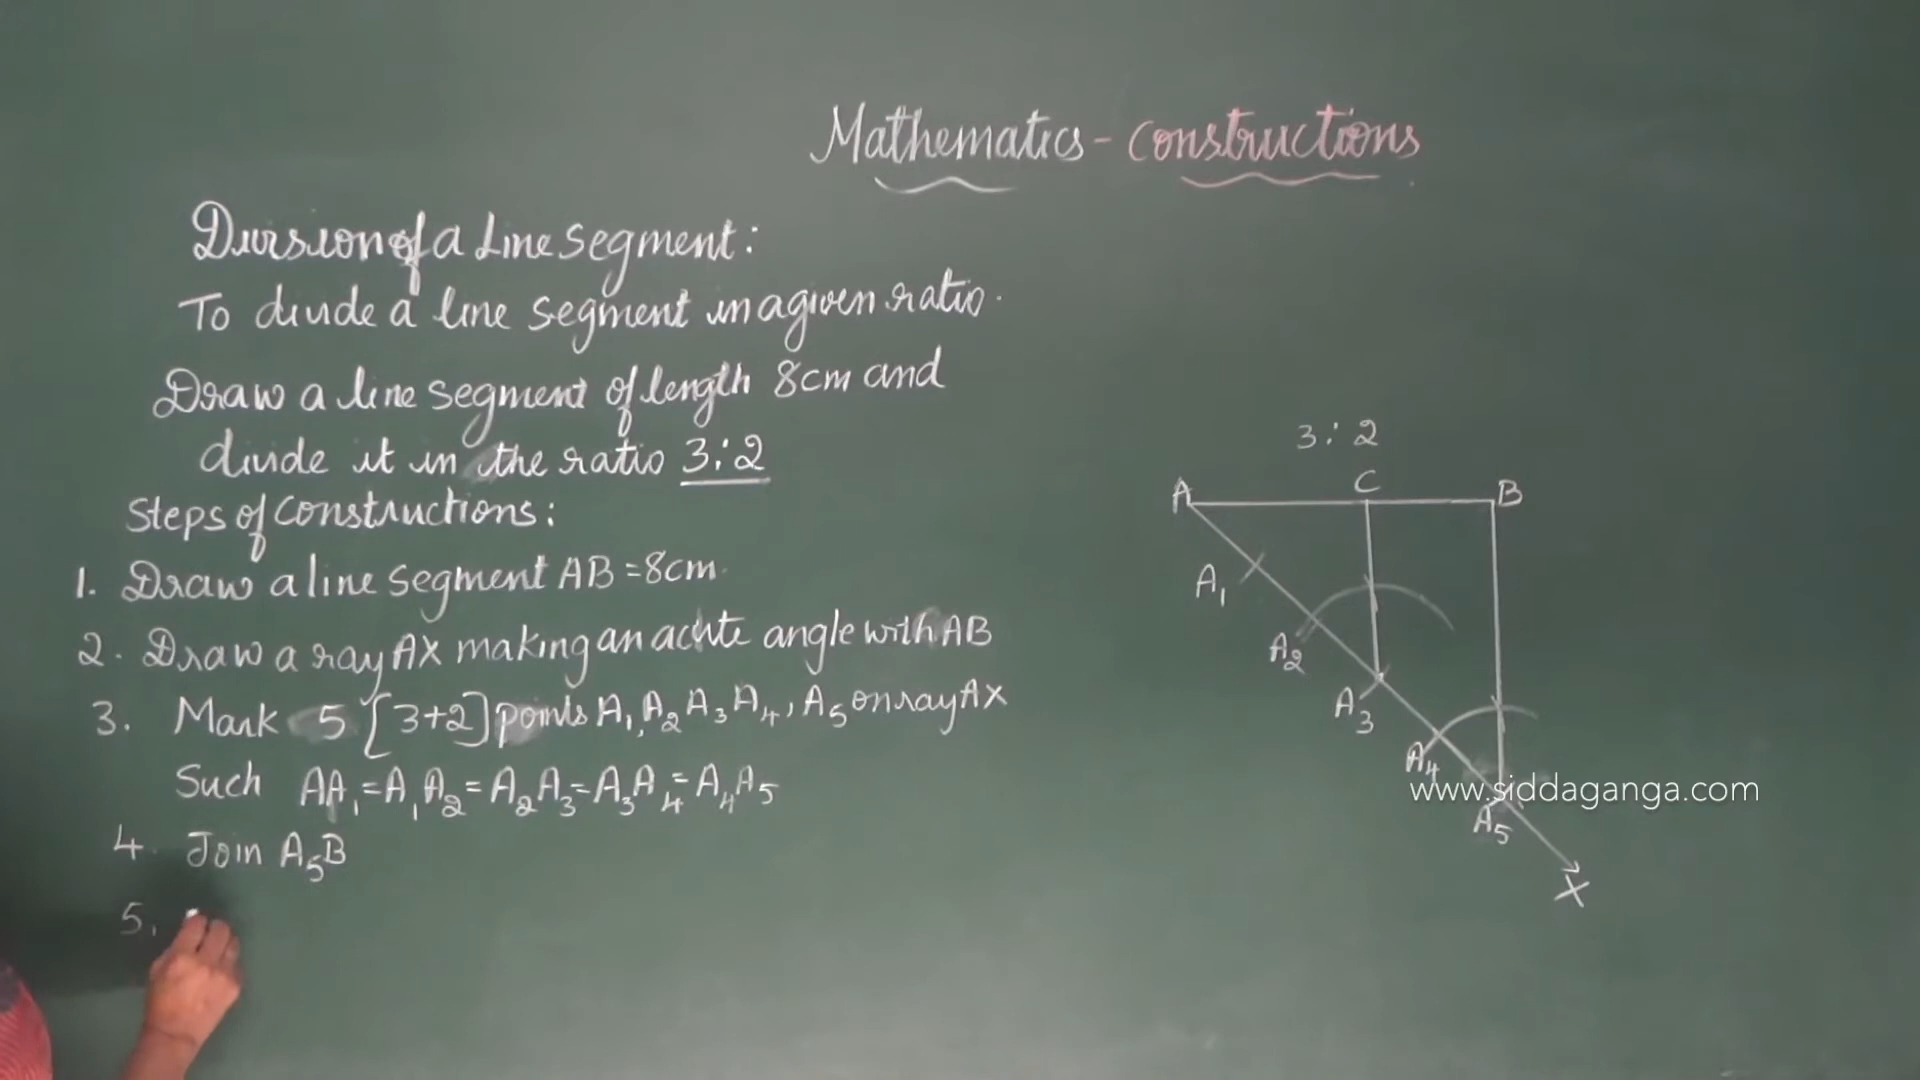 Mathematics - Constructions
Division of a Line Segment:
To divide a line segment in a given ratio.
Draw a line segment of length 8cm and
divide it in the ratio 3:2
Steps of Constructions:
1. Draw a line segment AB = 8cm.
2. Draw a ray AX making an acute angle with AB
3. Mark 5 [3+2] points A₁, A₂ A₃ A₄, A₅ on ray AX
Such AA₁ = A₁A₂ = A₂A₃ = A₃A₄ = A₄A₅
4. Join A₅B
5.
3:2
A C B
A₁
A₂
A₃
A₄
www.siddaganga.com
A₅
X